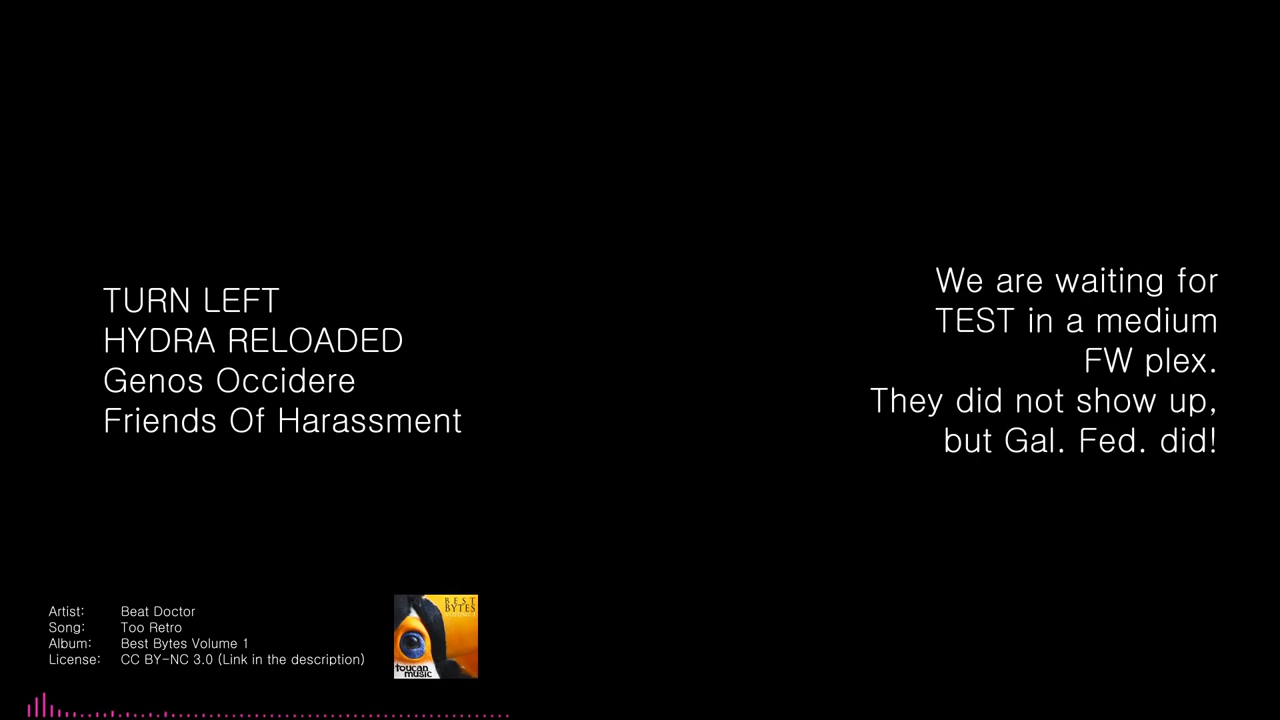 TURN LEFT
HYDRA RELOADED
Genos Occidere
Friends Of Harassment
We are waiting for
TEST in a medium
FW plex.
They did not show up,
but Gal. Fed. did!
Artist: Beat Doctor
Song: Too Retro
Album: Best Bytes Volume 1
License: CC BY-NC 3.0 (Link in the description)
BEST
BYTES
toucan
music